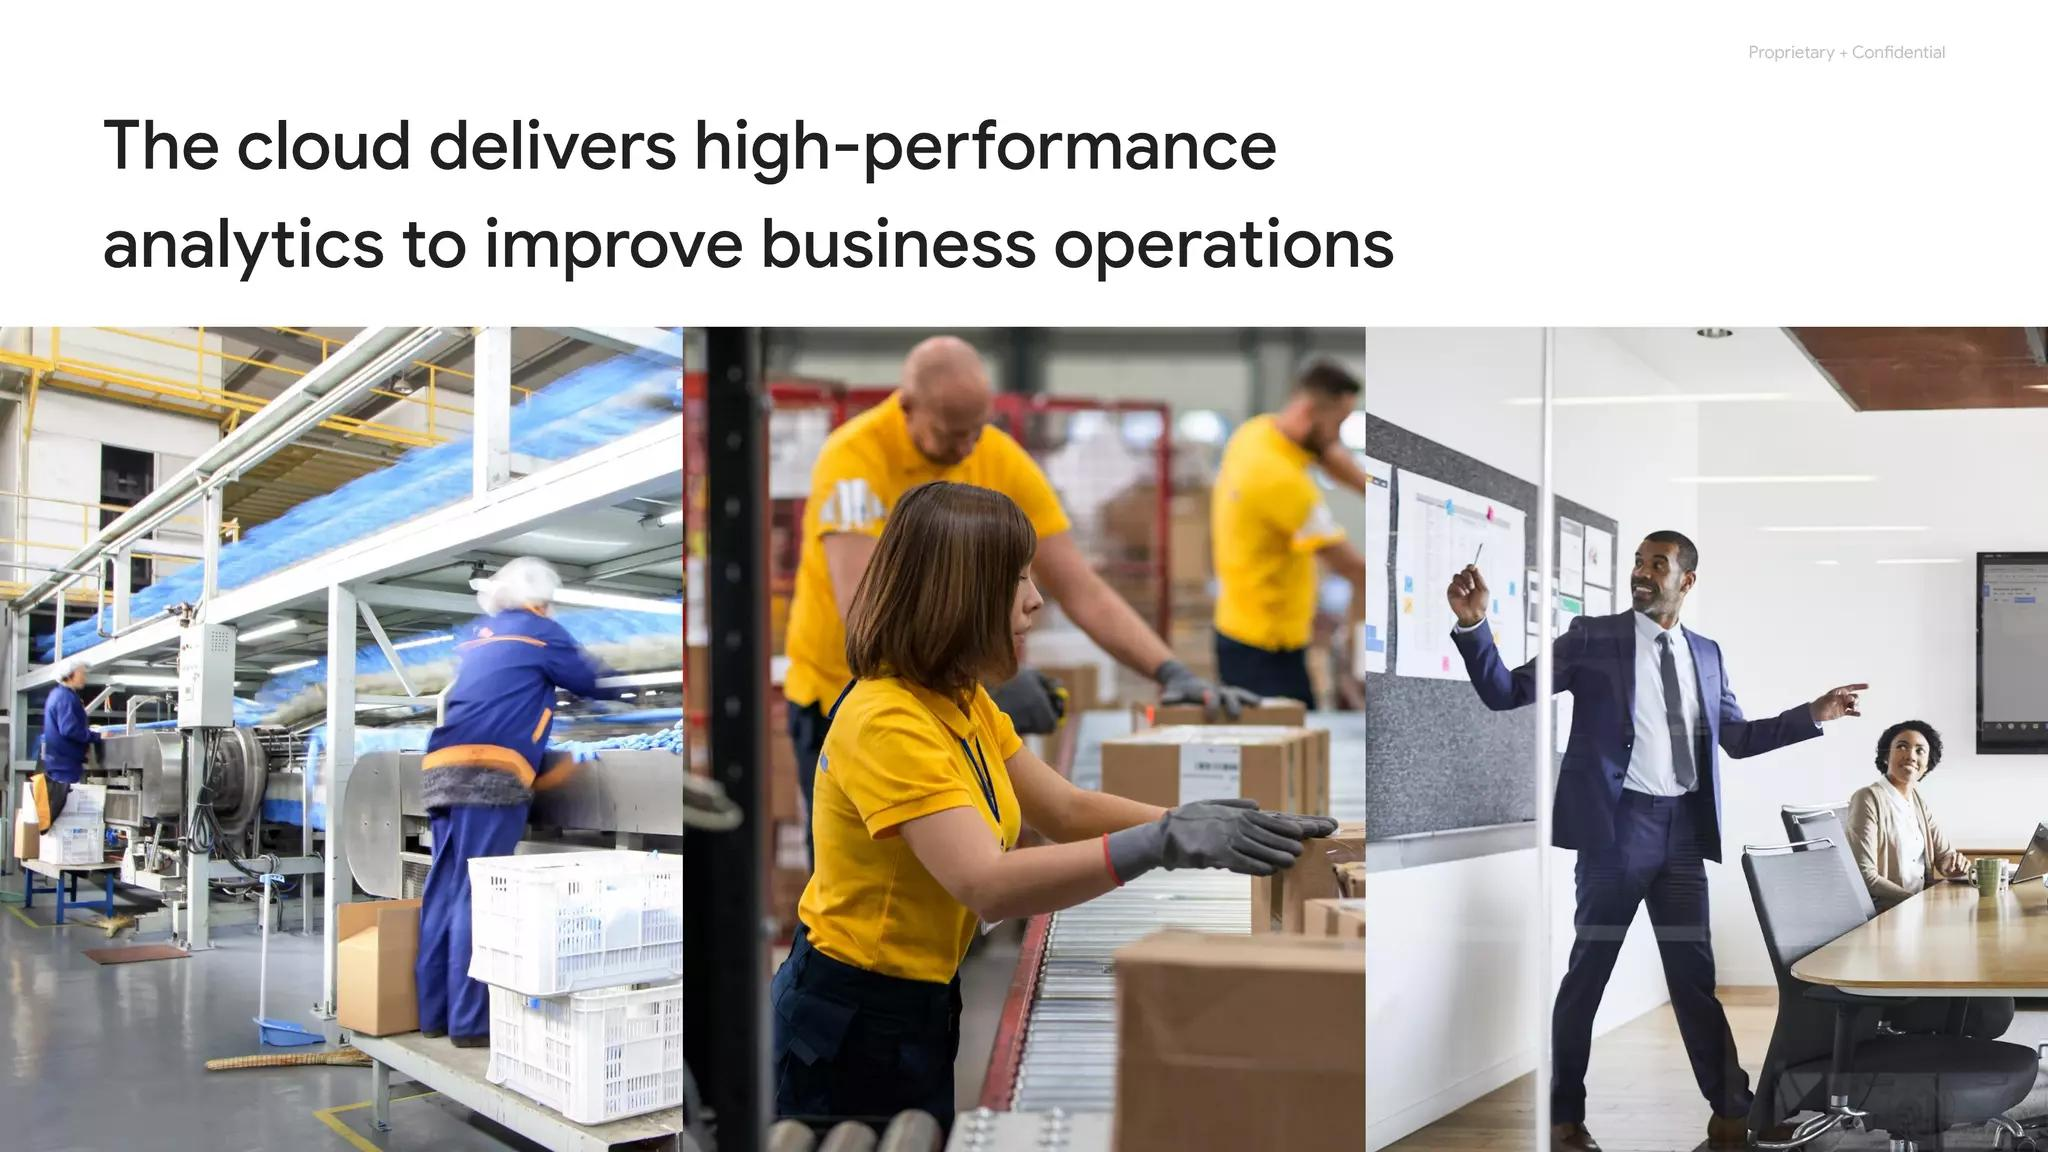 Proprietary + Confidential
The cloud delivers high-performance
analytics to improve business operations